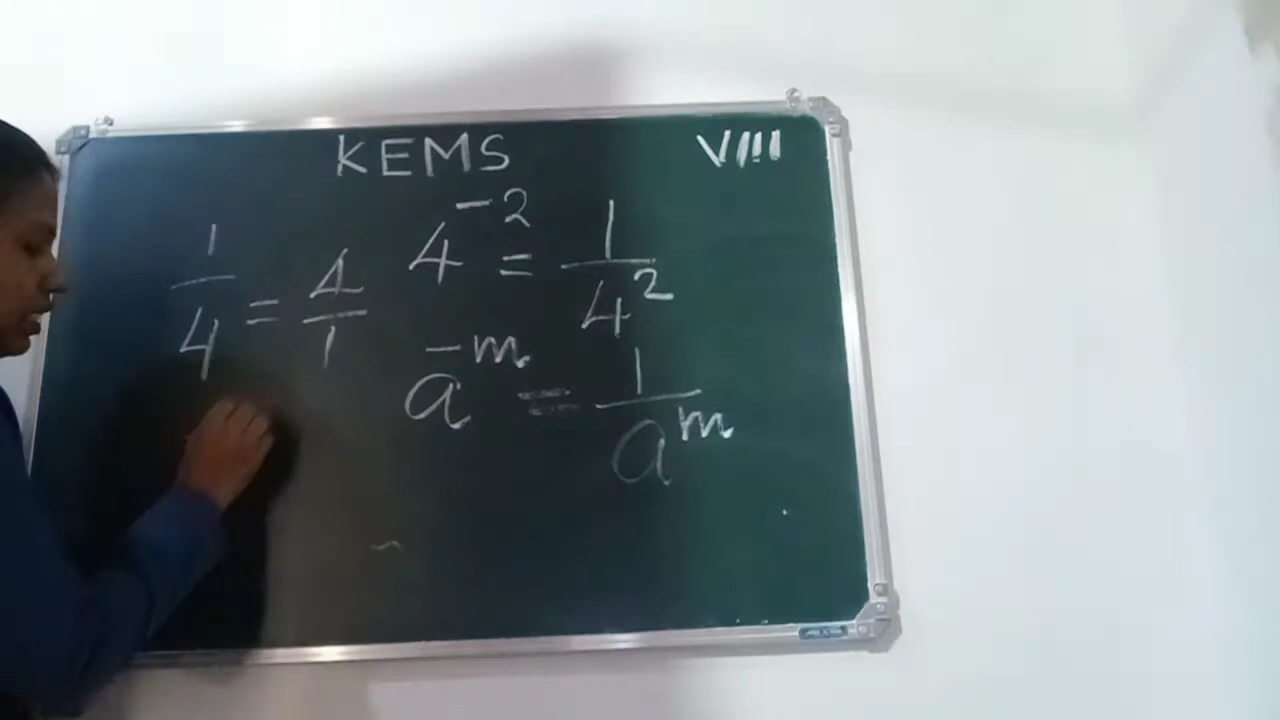 KEMS VIII
1/4 = 4/1
4^-2 = 1/4^2
a^-m = 1/a^m